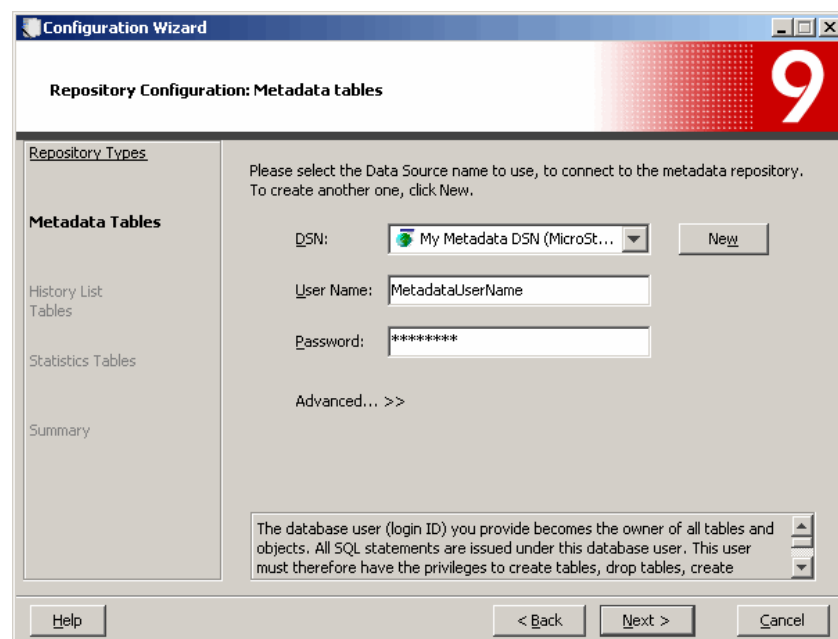 Configuration Wizard
Repository Configuration: Metadata tables
9
Repository Types
Metadata Tables
History List
Tables
Statistics Tables
Summary
Please select the Data Source name to use, to connect to the metadata repository.
To create another one, click New.
DSN:
My Metadata DSN (MicroSt...
New
User Name:
MetadataUserName
Password:
********
Advanced... >>
The database user (login ID) you provide becomes the owner of all tables and
objects. All SQL statements are issued under this database user. This user
must therefore have the privileges to create tables, drop tables, create
Help
< Back
Next >
Cancel